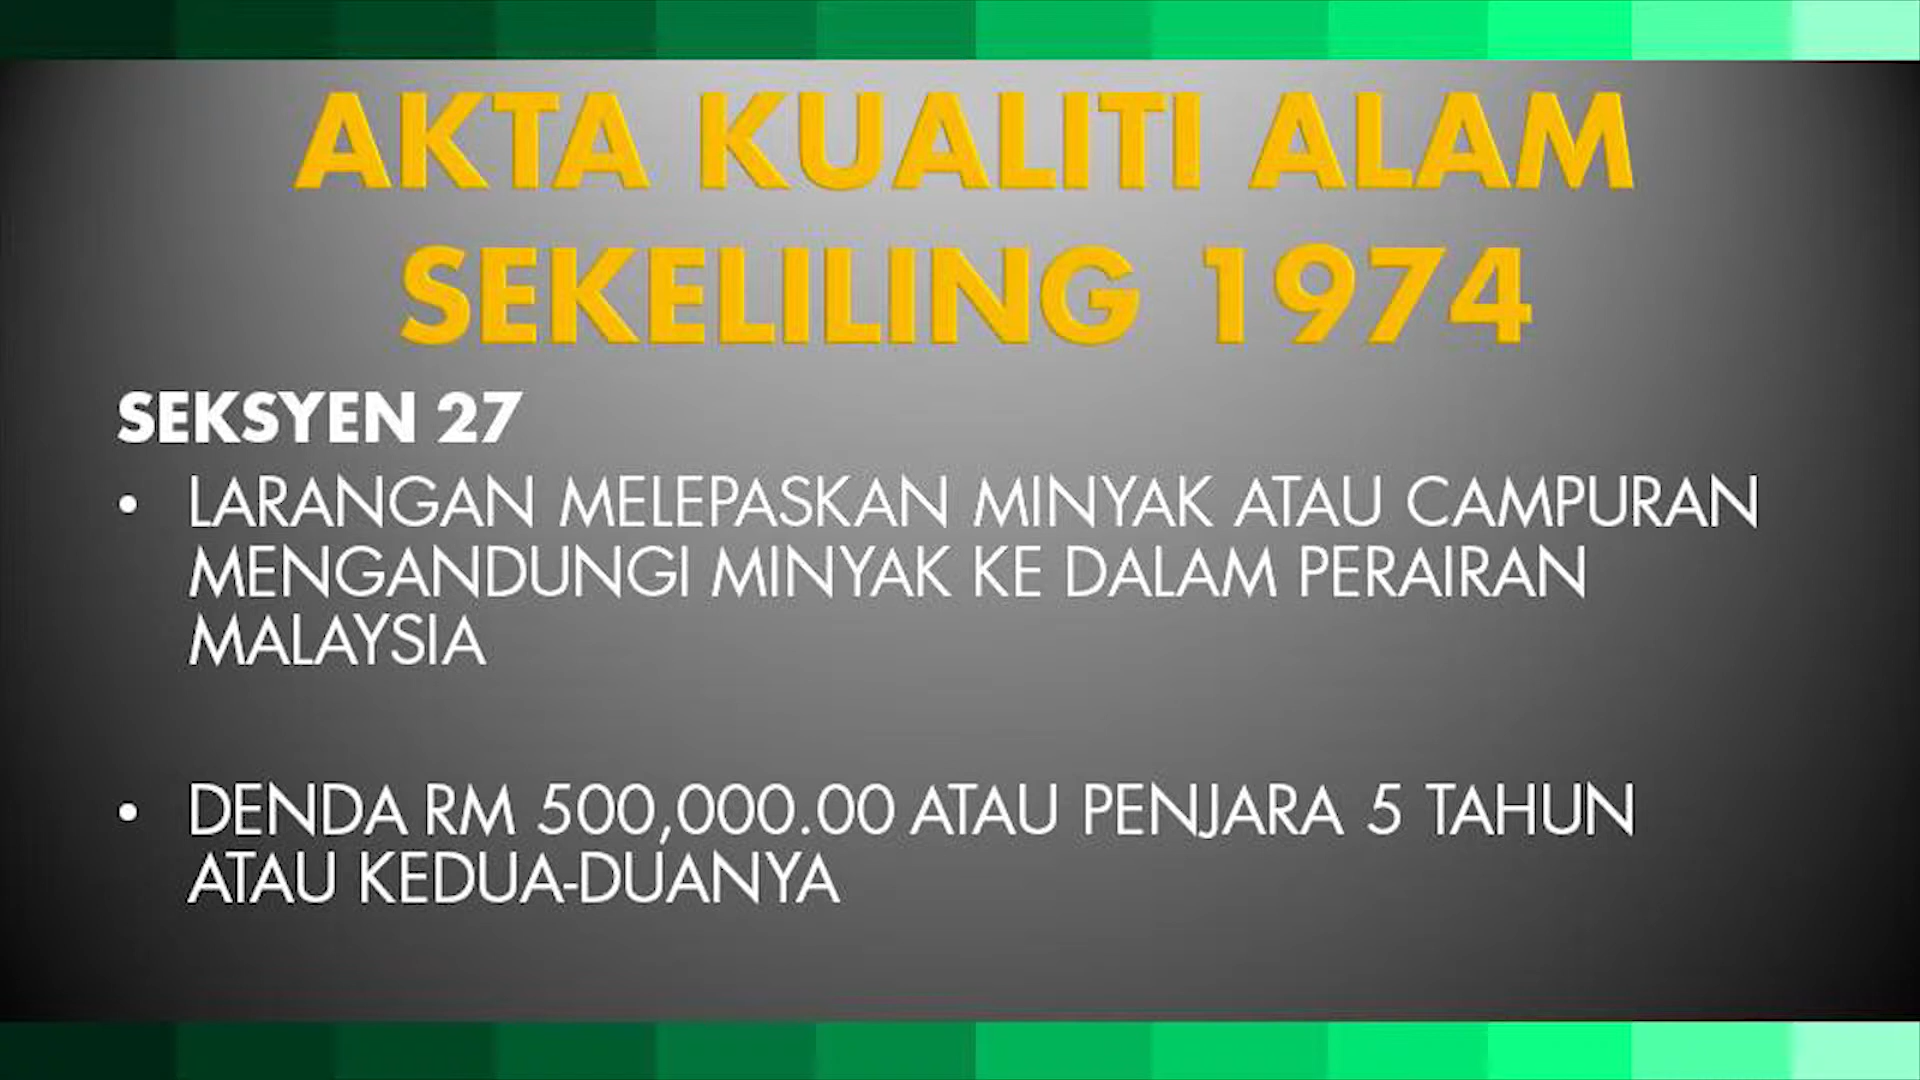 AKTA KUALITI ALAM
SEKELILING 1974
SEKSYEN 27
• LARANGAN MELEPASKAN MINYAK ATAU CAMPURAN
MENGANDUNGI MINYAK KE DALAM PERAIRAN
MALAYSIA
• DENDA RM 500,000.00 ATAU PENJARA 5 TAHUN
ATAU KEDUA-DUANYA